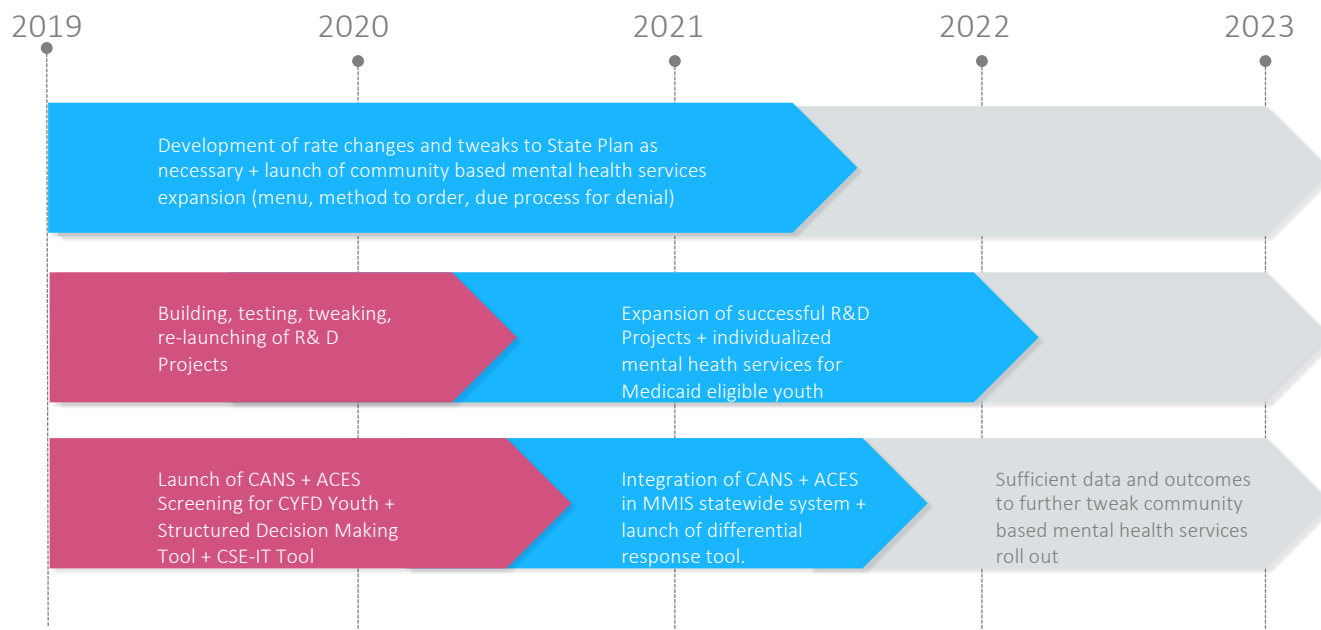 2019 2020 2021 2022 2023
Development of rate changes and tweaks to State Plan as
necessary + launch of community based mental health services
expansion (menu, method to order, due process for denial)
Building, testing, tweaking,
re-launching of R& D
Projects
Expansion of successful R&D
Projects + individualized
mental heath services for
Medicaid eligible youth
Launch of CANS + ACES
Screening for CYFD Youth +
Structured Decision Making
Tool + CSE-IT Tool
Integration of CANS + ACES
in MMIS statewide system +
launch of differential
response tool.
Sufficient data and outcomes
to further tweak community
based mental health services
roll out